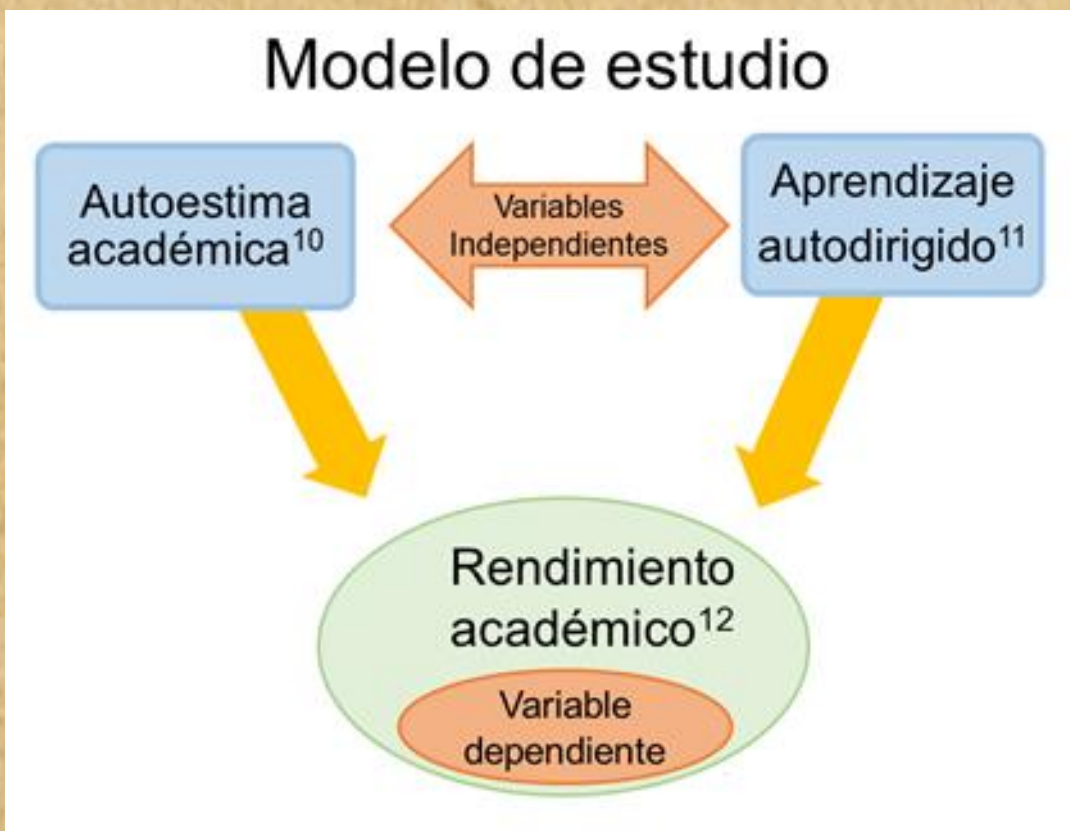 Modelo de estudio
Autoestima
académica¹⁰
Variables
Independientes
Aprendizaje
autodirigido¹¹
Rendimiento
académico¹²
Variable
dependiente